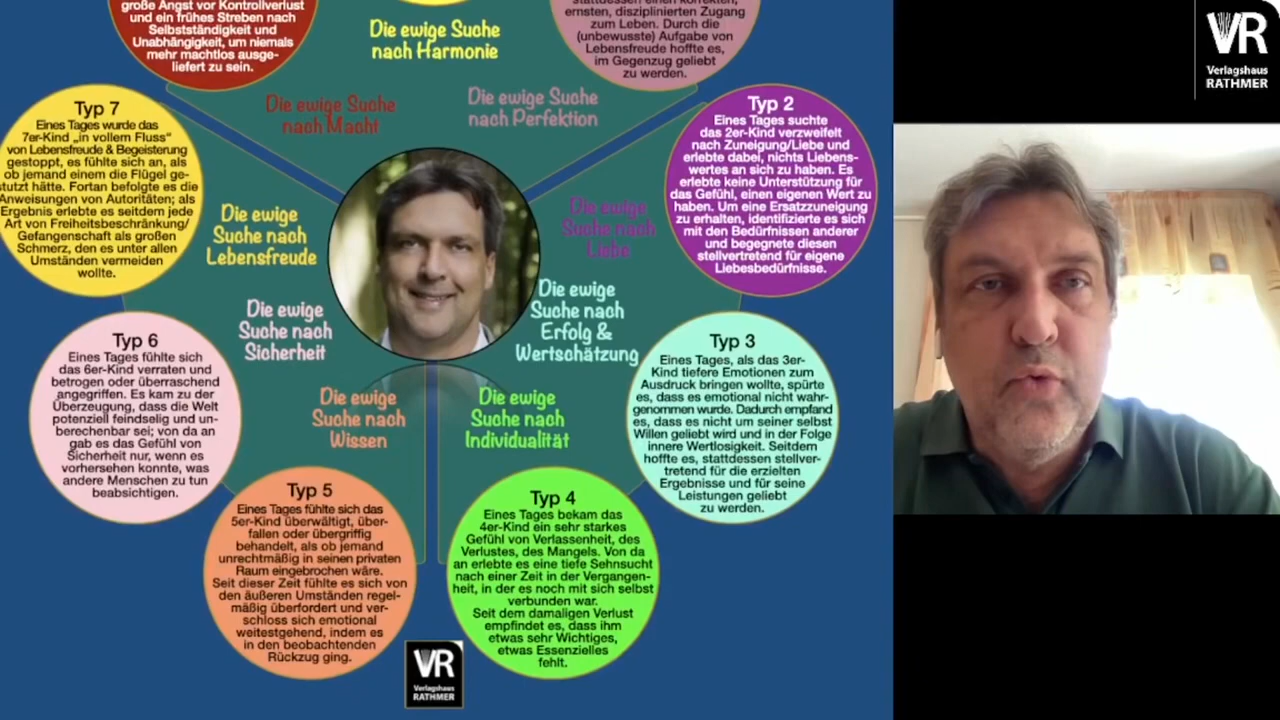 große Angst vor Kontrollverlust
und ein frühes Streben nach
Selbstständigkeit und
Unabhängigkeit, um niemals
mehr machtlos ausge-
liefert zu sein.
Die ewige Suche
nach Harmonie
stattdessen einen korrekten,
ernsten, disziplinierten Zugang
zum Leben. Durch die
(unbewusste) Aufgabe von
Lebensfreude hoffte es,
im Gegenzug geliebt
zu werden.
VR
Verlagshaus
RATHMER
Die ewige Suche
nach Macht
Die ewige Suche
nach Perfektion
Typ 7
Eines Tages wurde das
7er-Kind „in vollem Fluss“
von Lebensfreude & Begeisterung
gestoppt, es fühlte sich an, als
ob jemand einem die Flügel ge-
stutzt hätte. Fortan befolgte es die
Anweisungen von Autoritäten; als
Ergebnis erlebte es seitdem jede
Art von Freiheitsbeschränkung/
Gefangenschaft als großen
Schmerz, den es unter allen
Umständen vermeiden
wollte.
Die ewige
Suche nach
Lebensfreude
Die ewige
Suche nach
Liebe
Typ 2
Eines Tages suchte
das 2er-Kind verzweifelt
nach Zuneigung/Liebe und
erlebte dabei, nichts Liebens-
wertes an sich zu haben. Es
erlebte keine Unterstützung für
das Gefühl, einen eigenen Wert zu
haben. Um eine Ersatzzuneigung
zu erhalten, identifizierte es sich
mit den Bedürfnissen anderer
und begegnete diesen
stellvertretend für eigene
Liebesbedürfnisse.
Die ewige
Suche nach
Sicherheit
Die ewige
Suche nach
Erfolg &
Wertschätzung
Typ 6
Eines Tages fühlte sich
das 6er-Kind verraten und
betrogen oder überraschend
angegriffen. Es kam zu der
Überzeugung, dass die Welt
potenziell feindselig und un-
berechenbar sei; von da an
gab es das Gefühl von
Sicherheit nur, wenn es
vorhersehen konnte, was
andere Menschen zu tun
beabsichtigen.
Typ 3
Eines Tages, als das 3er-
Kind tiefere Emotionen zum
Ausdruck bringen wollte, spürte
es, dass es emotional nicht wahr-
genommen wurde. Dadurch empfand
es, dass es nicht um seiner selbst
Willen geliebt wird und in der Folge
innere Wertlosigkeit. Seitdem
hoffte es, stattdessen stellver-
tretend für die erzielten
Ergebnisse und für seine
Leistungen geliebt
zu werden.
Die ewige
Suche nach
Wissen
Die ewige
Suche nach
Individualität
Typ 5
Eines Tages fühlte sich das
5er-Kind überwältigt, über-
fallen oder übergriffig
behandelt, als ob jemand
unrechtmäßig in seinen privaten
Raum eingebrochen wäre.
Seit dieser Zeit fühlte es sich von
den äußeren Umständen regel-
mäßig überfordert und ver-
schloss sich emotional
weitestgehend, indem es
in den beobachtenden
Rückzug ging.
Typ 4
Eines Tages bekam das
4er-Kind ein sehr starkes
Gefühl von Verlassenheit, des
Verlustes, des Mangels. Von da
an erlebte es eine tiefe Sehnsucht
nach einer Zeit in der Vergangen-
heit, in der es noch mit sich selbst
verbunden war.
Seit dem damaligen Verlust
empfindet es, dass ihm
etwas sehr Wichtiges,
etwas Essenzielles
fehlt.
VR
Verlagshaus
RATHMER